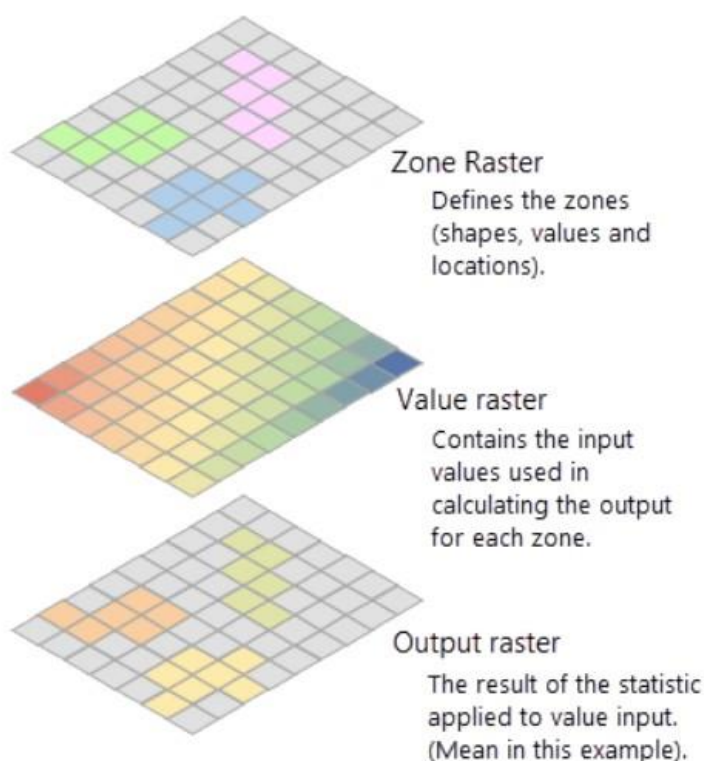 Zone Raster
Defines the zones
(shapes, values and
locations).
Value raster
Contains the input
values used in
calculating the output
for each zone.
Output raster
The result of the statistic
applied to value input.
(Mean in this example).